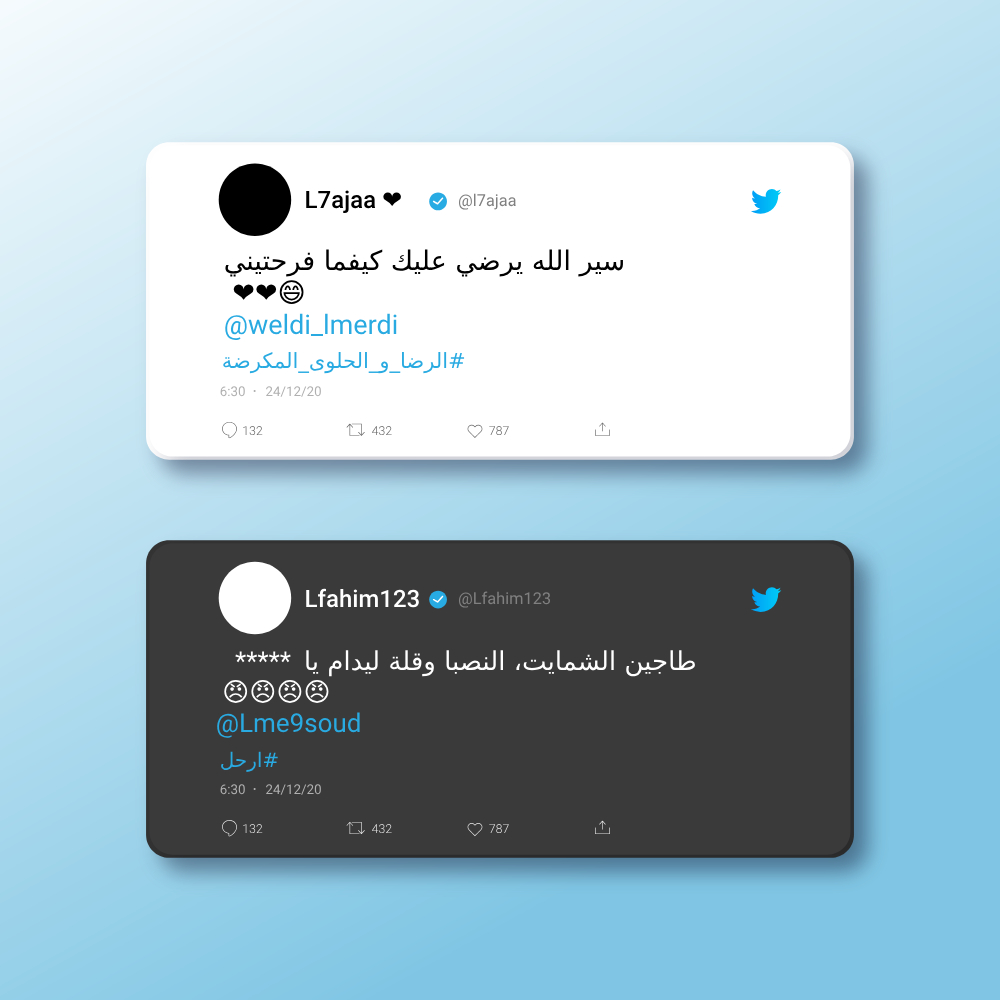 L7ajaa ❤ @l7ajaa
سير الله يرضي عليك كيفما فرحتيني
❤❤😄
@weldi_lmerdi
#الرضا_و_الحلوى_المكرضة
6:30 · 24/12/20
132 432 787
Lfahim123 @Lfahim123
طاجين الشمايت، النصبا وقلة ليدام يا *****
😠😠😠😠
@Lme9soud
#ارحل
6:30 · 24/12/20
132 432 787